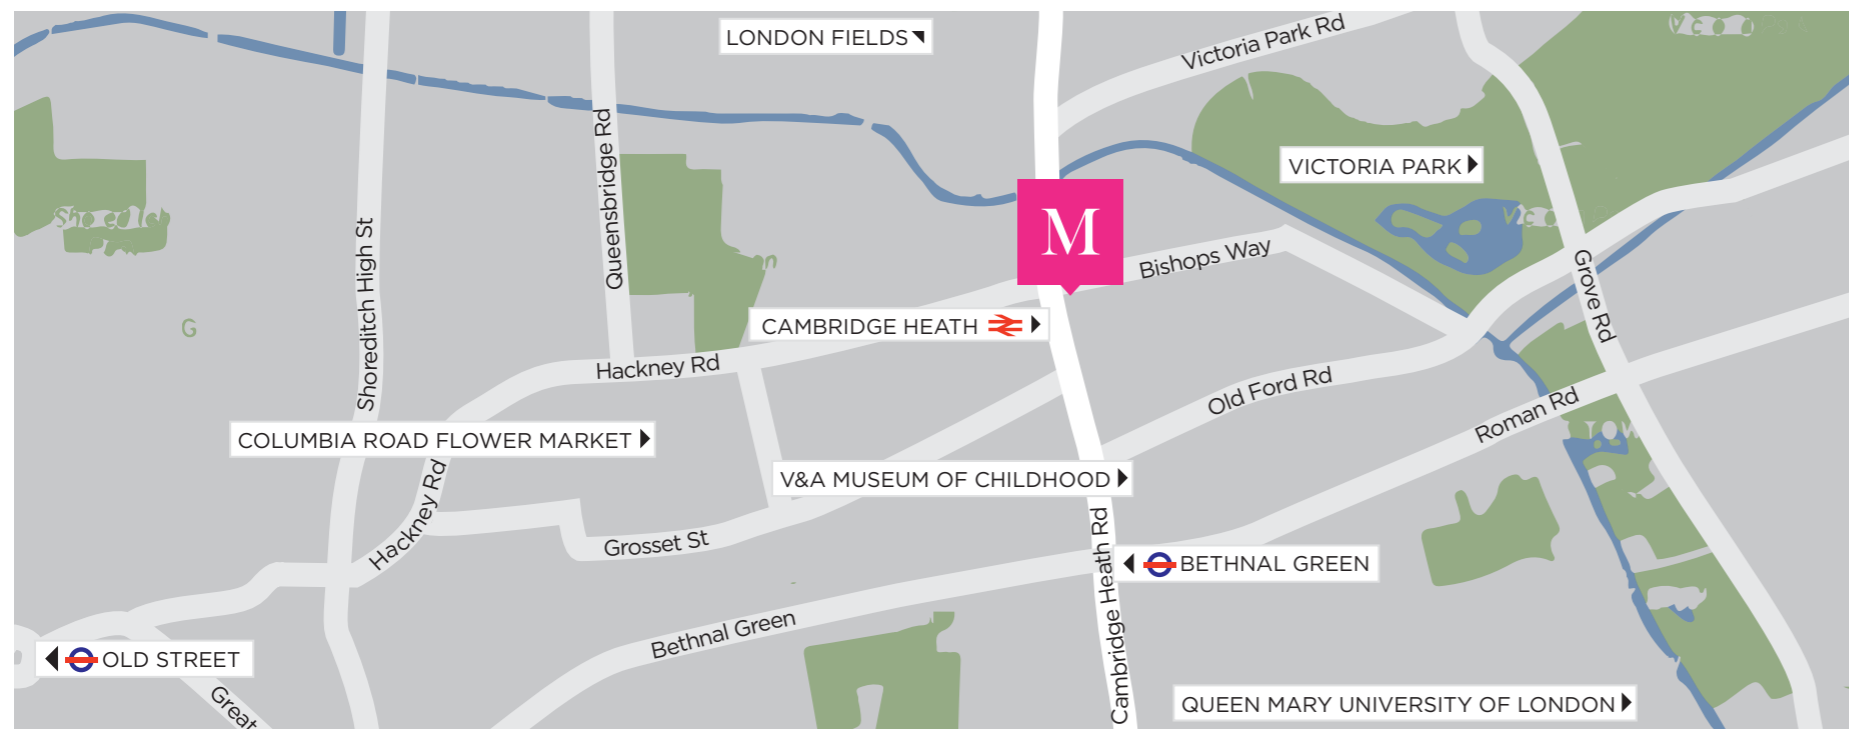 LONDON FIELDS
Victoria Park Rd
VICTORIA PARK
Queensbridge Rd
Shoreditch High St
M
Bishops Way
Grove Rd
G
CAMBRIDGE HEATH
Hackney Rd
Old Ford Rd
Roman Rd
COLUMBIA ROAD FLOWER MARKET
V&A MUSEUM OF CHILDHOOD
Hackney Rd
Grosset St
Cambridge Heath Rd
BETHNAL GREEN
Bethnal Green
OLD STREET
Great
QUEEN MARY UNIVERSITY OF LONDON